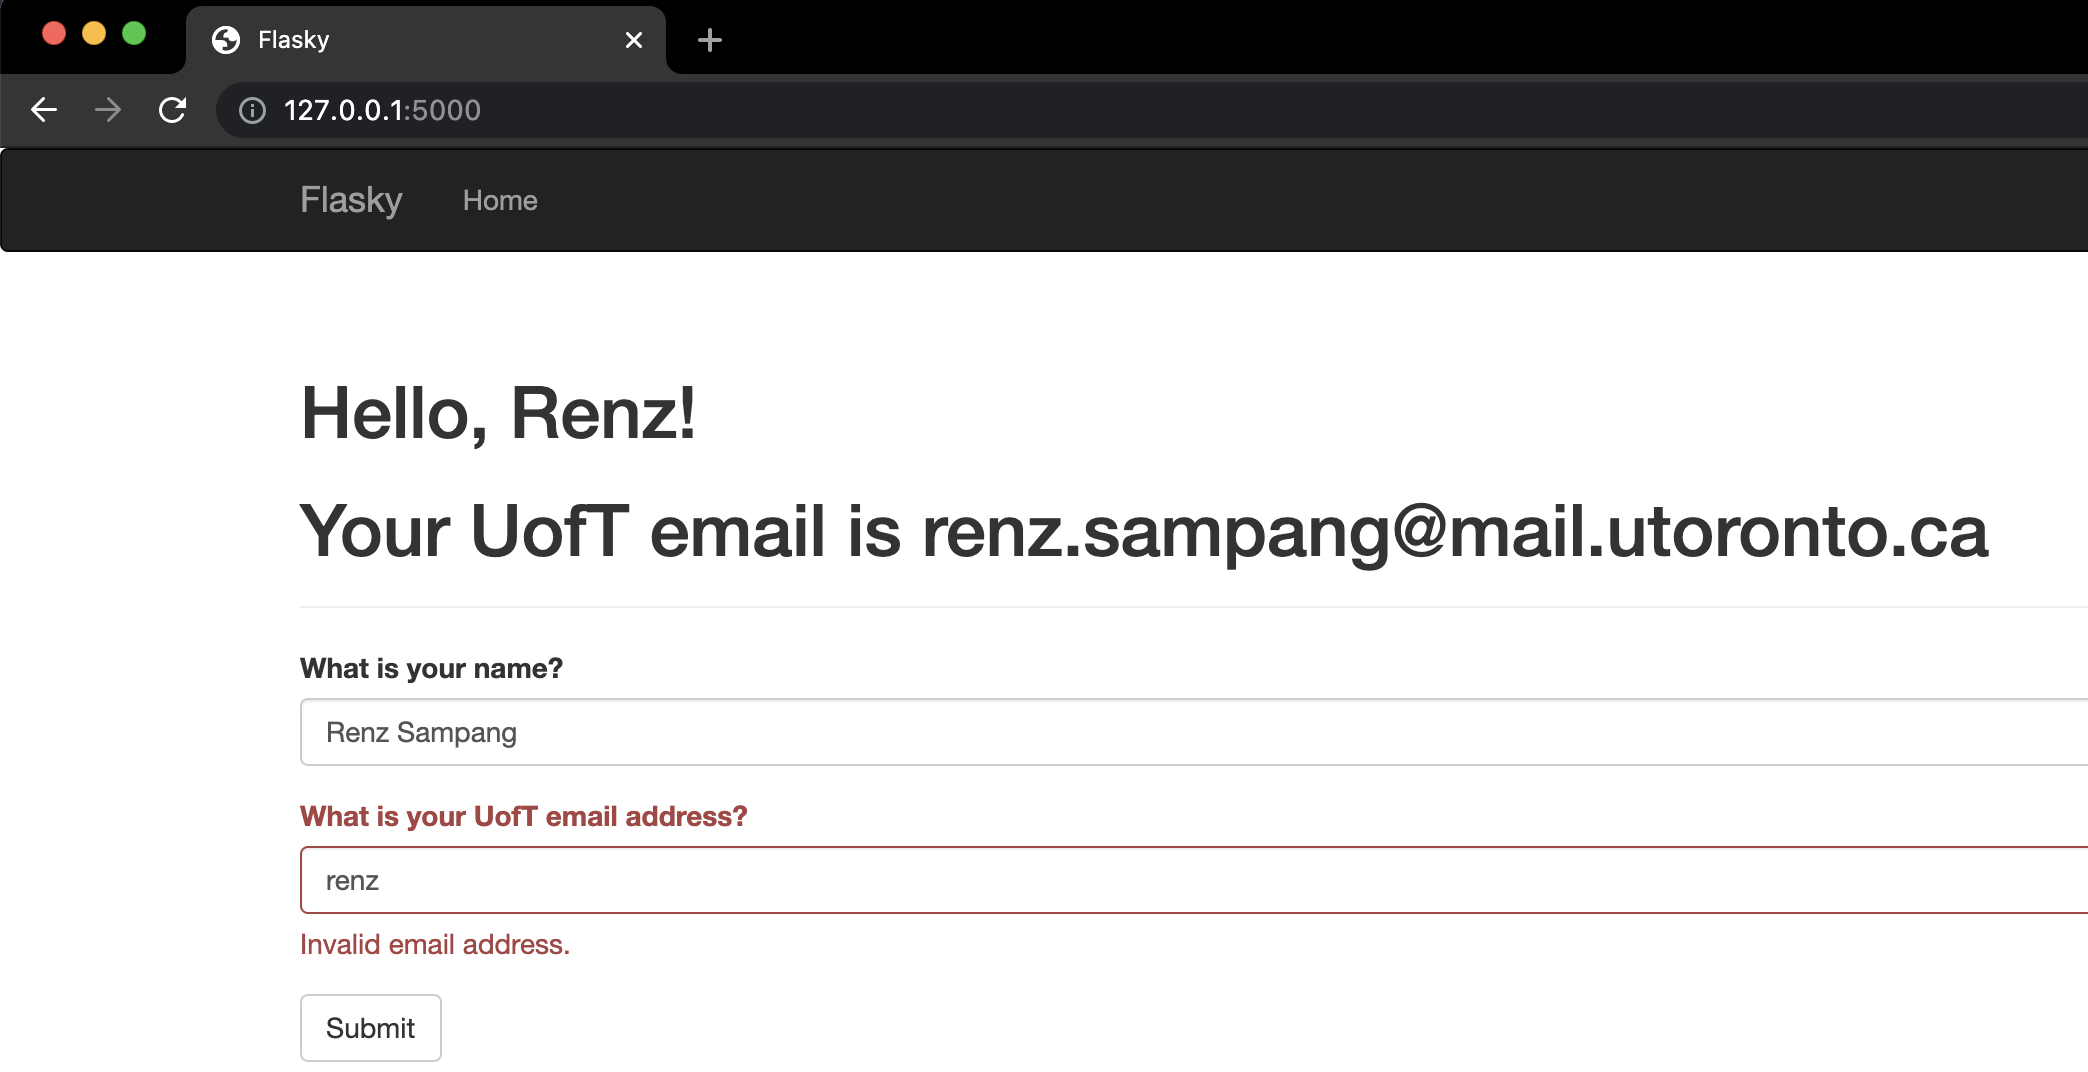 Flasky
127.0.0.1:5000
Flasky Home
Hello, Renz!
Your UofT email is renz.sampang@mail.utoronto.ca
What is your name?
Renz Sampang
What is your UofT email address?
renz
Invalid email address.
Submit